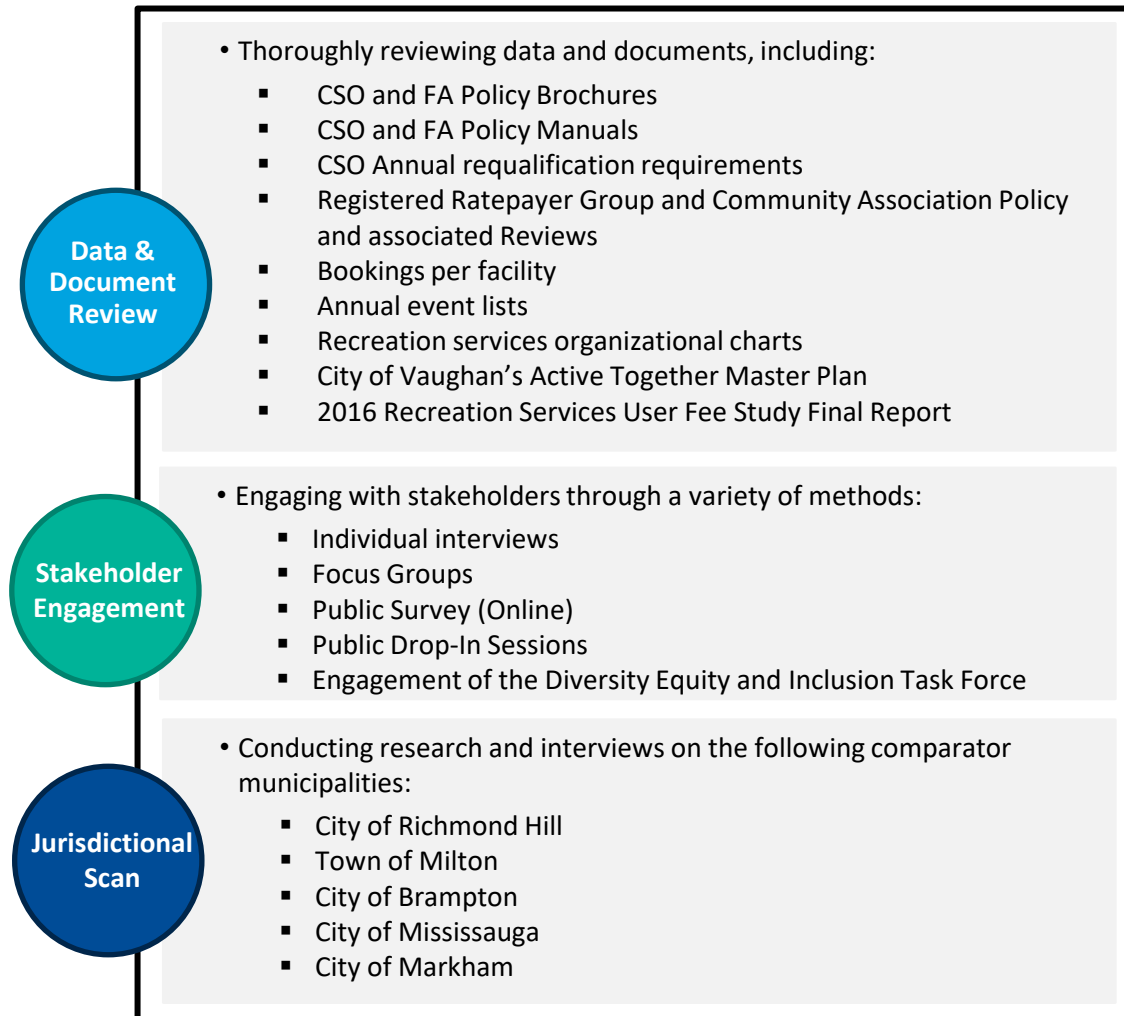 • Thoroughly reviewing data and documents, including:
▪ CSO and FA Policy Brochures
▪ CSO and FA Policy Manuals
▪ CSO Annual requalification requirements
▪ Registered Ratepayer Group and Community Association Policy
and associated Reviews
▪ Bookings per facility
▪ Annual event lists
▪ Recreation services organizational charts
▪ City of Vaughan’s Active Together Master Plan
▪ 2016 Recreation Services User Fee Study Final Report
Data &
Document
Review
• Engaging with stakeholders through a variety of methods:
▪ Individual interviews
▪ Focus Groups
▪ Public Survey (Online)
▪ Public Drop-In Sessions
▪ Engagement of the Diversity Equity and Inclusion Task Force
Stakeholder
Engagement
• Conducting research and interviews on the following comparator
municipalities:
▪ City of Richmond Hill
▪ Town of Milton
▪ City of Brampton
▪ City of Mississauga
▪ City of Markham
Jurisdictional
Scan